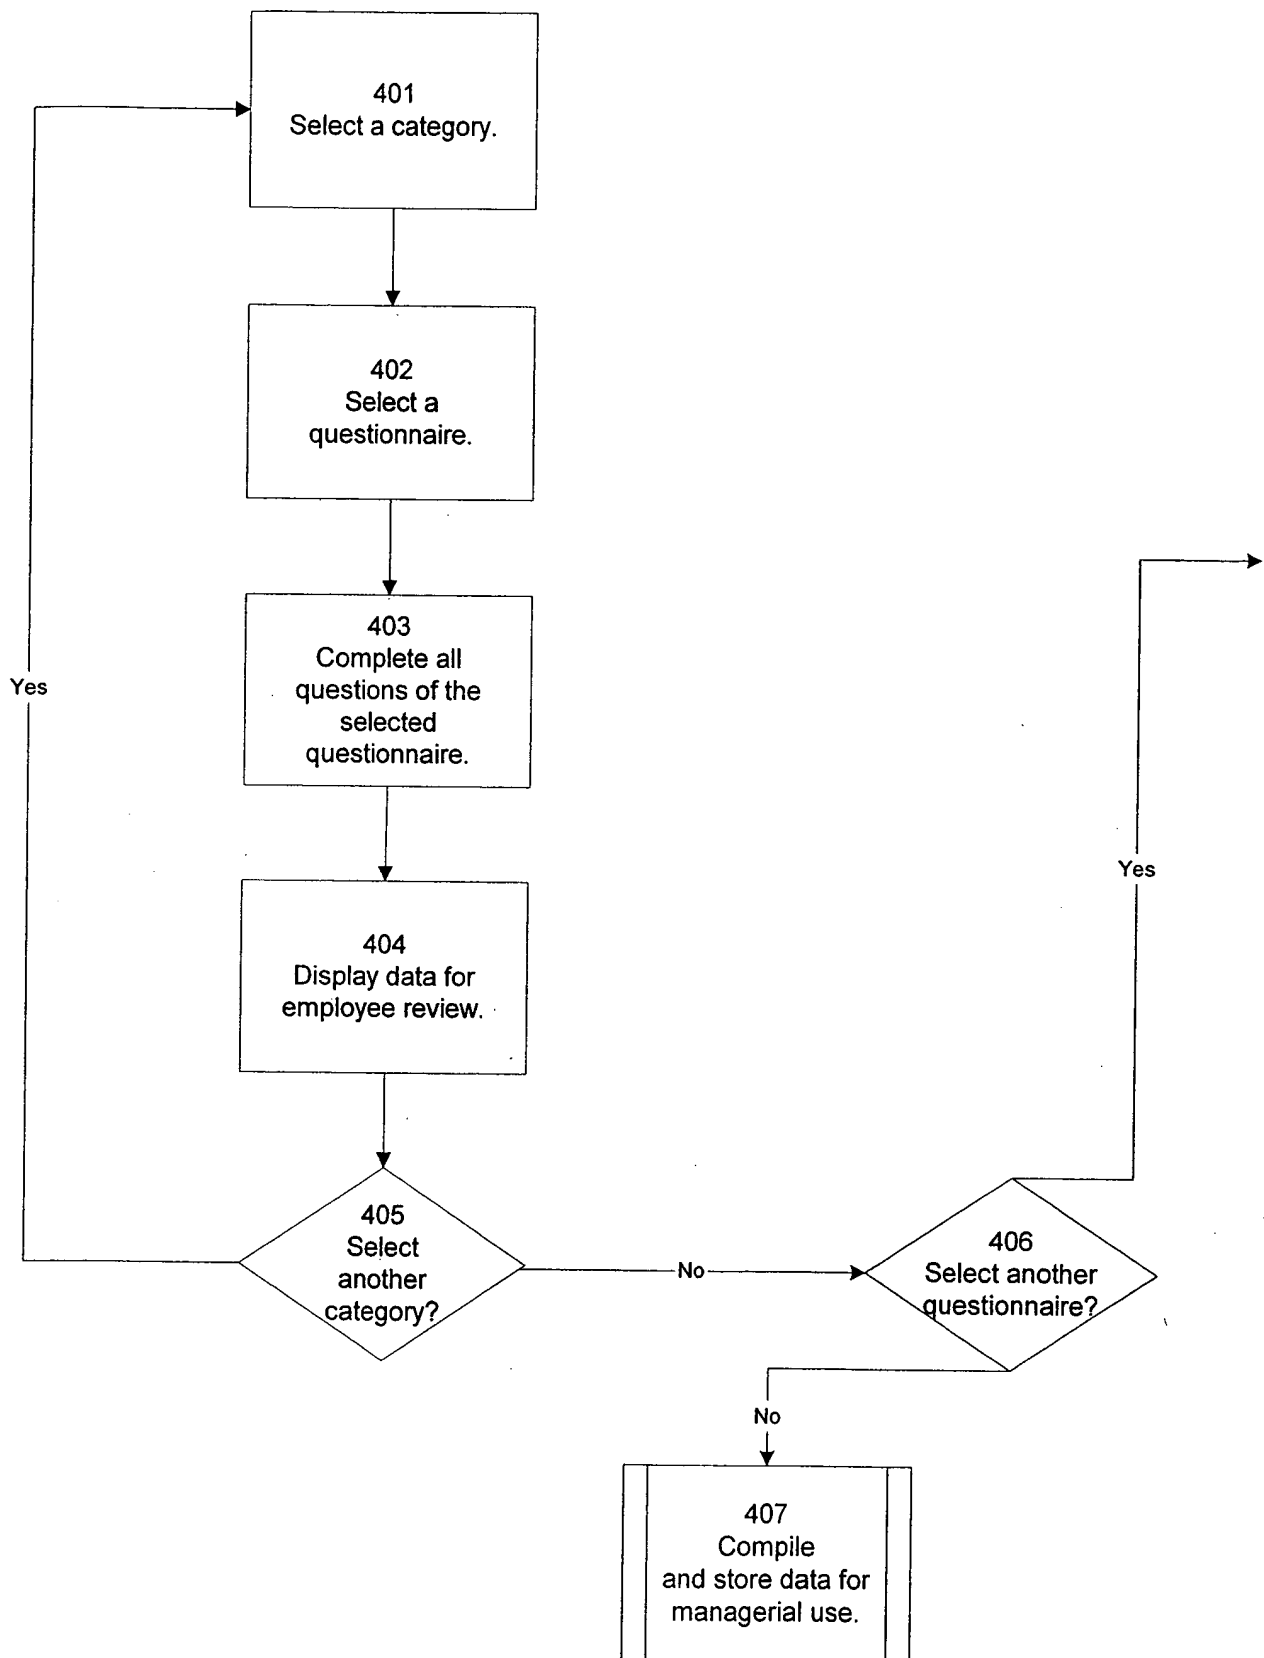 401
Select a category.
402
Select a
questionnaire.
403
Complete all
questions of the
selected
questionnaire.
Yes
Yes
404
Display data for
employee review.
405
Select
another
category?
No
406
Select another
questionnaire?
No
407
Compile
and store data for
managerial use.